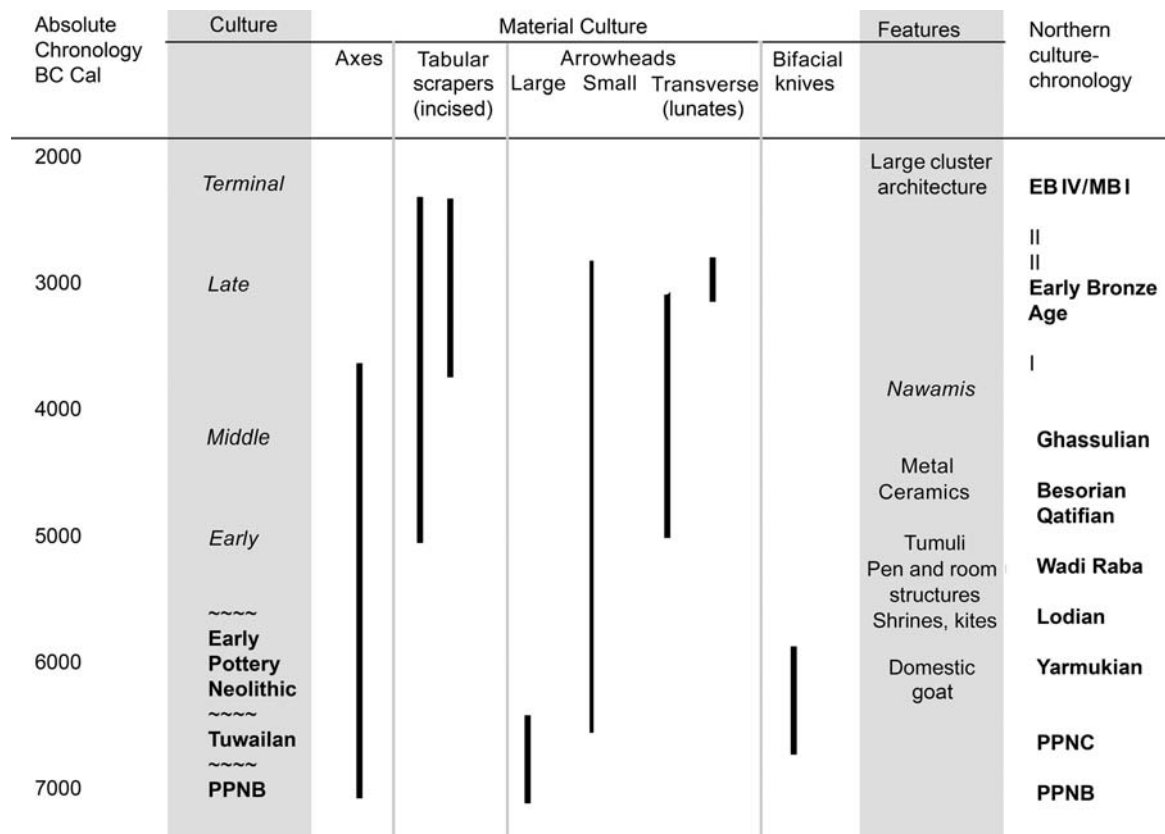 Absolute
Chronology
BC Cal
Culture
Material Culture
Features
Northern
culture-
chronology
Axes
Tabular
scrapers
(incised)
Arrowheads
Large
Small
Transverse
(lunates)
Bifacial
knives
2000
Terminal
Large cluster
architecture
EB IV/MB I
II
II
3000
Late
Early Bronze
Age
I
Nawamis
4000
Middle
Ghassulian
Metal
Ceramics
Besorian
Qatifian
5000
Early
Tumuli
Pen and room
structures
Shrines, kites
Wadi Raba
~~~~
Lodian
Early
Pottery
Neolithic
6000
Domestic
goat
Yarmukian
~~~~
Tuwailan
PPNC
~~~~
7000
PPNB
PPNB